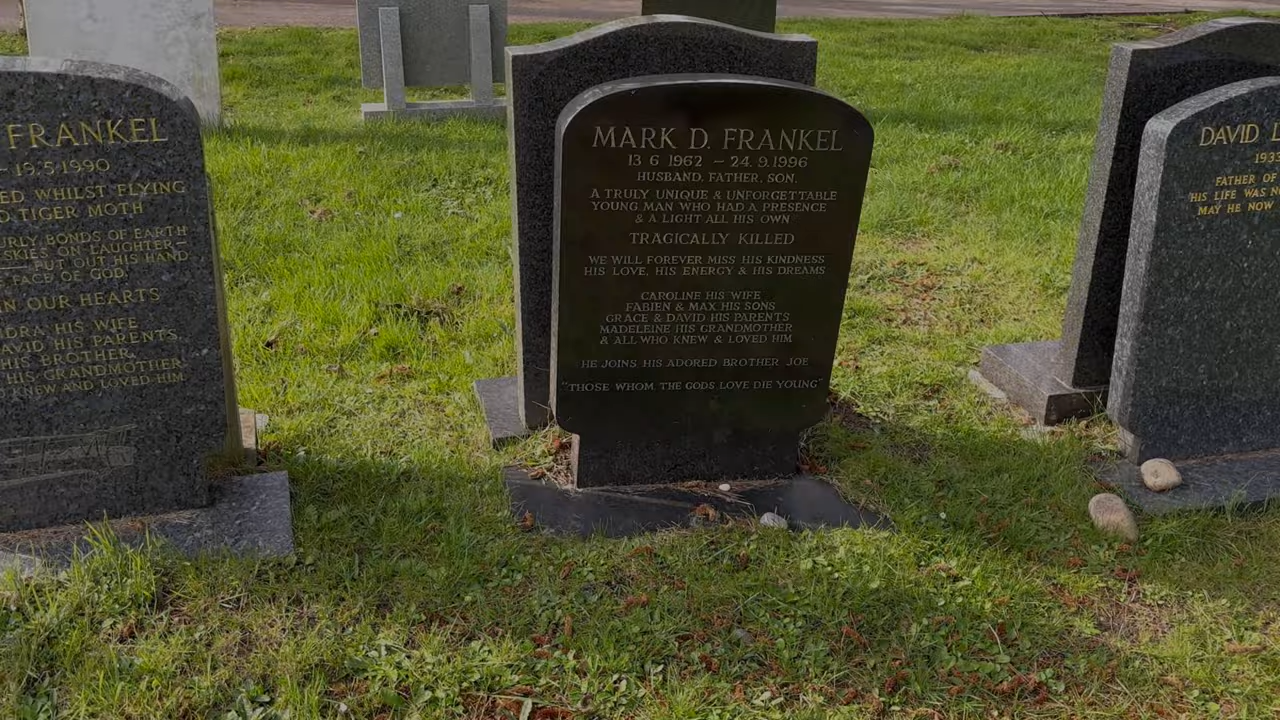 FRANKEL
- 19.5.1990
ED WHILST FLYING
D TIGER MOTH
URLY BONDS OF EARTH
SKIES ON LAUGHTER-
— PUT OUT HIS HAND
FACE OF GOD.
N OUR HEARTS
NDRA HIS WIFE
AVID HIS PARENTS
HIS BROTHER
HIS GRANDMOTHER
KNEW AND LOVED HIM
MARK D. FRANKEL
13 6 1962 - 24.9.1996
HUSBAND, FATHER, SON.
A TRULY UNIQUE & UNFORGETTABLE
YOUNG MAN WHO HAD A PRESENCE
& A LIGHT ALL HIS OWN
TRAGICALLY KILLED
WE WILL FOREVER MISS HIS KINDNESS
HIS LOVE, HIS ENERGY & HIS DREAMS
CAROLINE HIS WIFE
FABIEN & MAX HIS SONS
GRACE & DAVID HIS PARENTS
MADELEINE HIS GRANDMOTHER
& ALL WHO KNEW & LOVED HIM
HE JOINS HIS ADORED BROTHER JOE
"THOSE WHOM THE GODS LOVE DIE YOUNG"
DAVID
193
FATHER OF
HIS LIFE WAS
MAY HE NOW